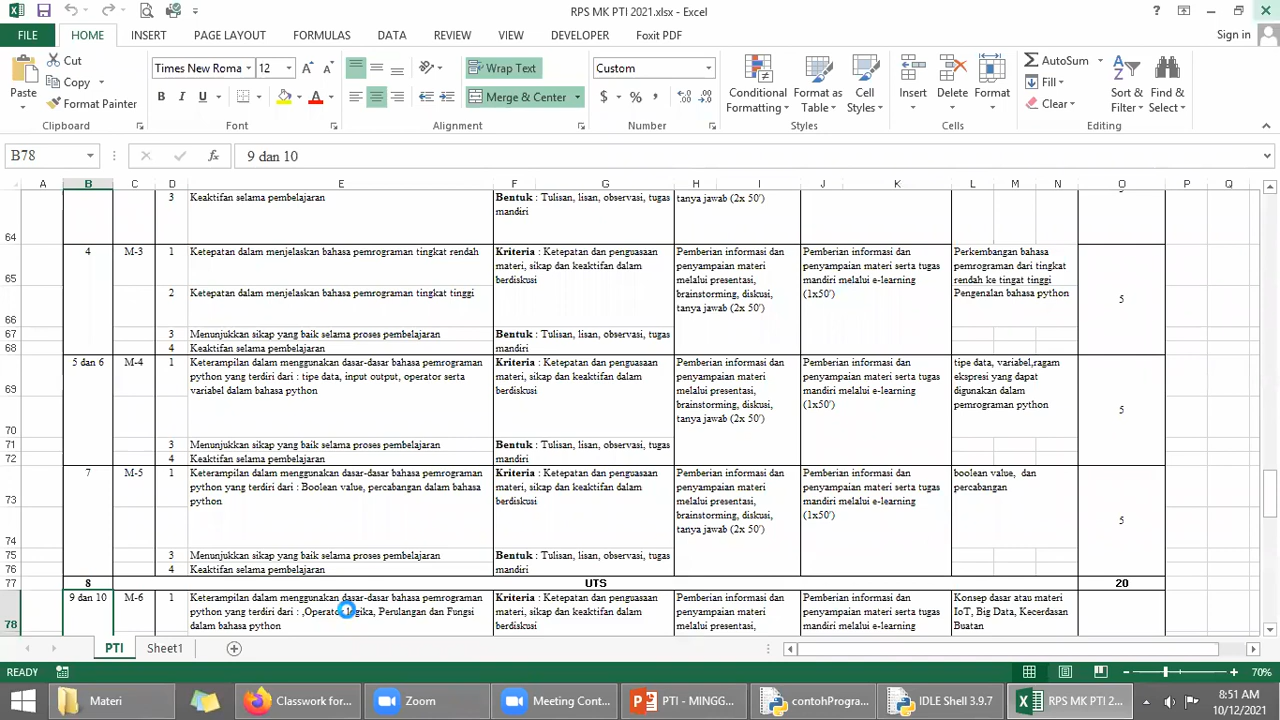 RPS MK PTI 2021.xlsx - Excel
FILE HOME INSERT PAGE LAYOUT FORMULAS DATA REVIEW VIEW DEVELOPER Foxit PDF Sign in
Paste Cut Copy Format Painter Clipboard
Times New Roma 12 B I U A Font
Wrap Text Merge & Center Alignment
Custom $ % , Number
Conditional Formatting Format as Table Cell Styles Styles
Insert Delete Format Cells
AutoSum Fill Clear Sort & Filter Find & Select Editing
B78 fx 9 dan 10
A B C D E F G H I J K L M N O P Q
64 3 Keaktifan selama pembelajaran Bentuk : Tulisan, lisan, observasi, tugas mandiri tanya jawab (2x 50')
65 4 M-3 1 Ketepatan dalam menjelaskan bahasa pemrograman tingkat rendah Kriteria : Ketepatan dan penguasaan materi, sikap dan keaktifan dalam berdiskusi Pemberian informasi dan penyampaian materi melalui presentasi, brainstorming, diskusi, tanya jawab (2x 50') Pemberian informasi dan penyampaian materi serta tugas mandiri melalui e-learning (1x50') Perkembangan bahasa pemrograman dari tingkat rendah ke tingat tinggi 5
66 2 Ketepatan dalam menjelaskan bahasa pemrograman tingkat tinggi Pengenalan bahasa python
67 3 Menunjukkan sikap yang baik selama proses pembelajaran Bentuk : Tulisan, lisan, observasi, tugas
68 4 Keaktifan selama pembelajaran mandiri
69 5 dan 6 M-4 1 Keterampilan dalam menggunakan dasar-dasar bahasa pemrograman python yang terdiri dari : tipe data, input output, operator serta variabel dalam bahasa python Kriteria : Ketepatan dan penguasaan materi, sikap dan keaktifan dalam berdiskusi Pemberian informasi dan penyampaian materi melalui presentasi, brainstorming, diskusi, tanya jawab (2x 50') Pemberian informasi dan penyampaian materi serta tugas mandiri melalui e-learning (1x50') tipe data, variabel,ragam ekspresi yang dapat digunakan dalam pemrograman python 5
70
71 3 Menunjukkan sikap yang baik selama proses pembelajaran Bentuk : Tulisan, lisan, observasi, tugas
72 4 Keaktifan selama pembelajaran mandiri
73 7 M-5 1 Keterampilan dalam menggunakan dasar-dasar bahasa pemrograman python yang terdiri dari : Boolean value, percabangan dalam bahasa python Kriteria : Ketepatan dan penguasaan materi, sikap dan keaktifan dalam berdiskusi Pemberian informasi dan penyampaian materi melalui presentasi, brainstorming, diskusi, tanya jawab (2x 50') Pemberian informasi dan penyampaian materi serta tugas mandiri melalui e-learning (1x50') boolean value, dan percabangan 5
75 3 Menunjukkan sikap yang baik selama proses pembelajaran Bentuk : Tulisan, lisan, observasi, tugas
76 4 Keaktifan selama pembelajaran mandiri
77 8 UTS 20
78 9 dan 10 M-6 1 Keterampilan dalam menggunakan dasar-dasar bahasa pemrograman python yang terdiri dari : ,Operator logika, Perulangan dan Fungsi dalam bahasa python Kriteria : Ketepatan dan penguasaan materi, sikap dan keaktifan dalam berdiskusi Pemberian informasi dan penyampaian materi melalui presentasi, Pemberian informasi dan penyampaian materi serta tugas mandiri melalui e-learning Konsep dasar atau materi IoT, Big Data, Kecerdasan Buatan
PTI Sheet1
READY 70%
Materi Classwork for... Zoom Meeting Cont... PTI - MINGG... contohProgra... IDLE Shell 3.9.7 RPS MK PTI 2... 8:51 AM
10/12/2021